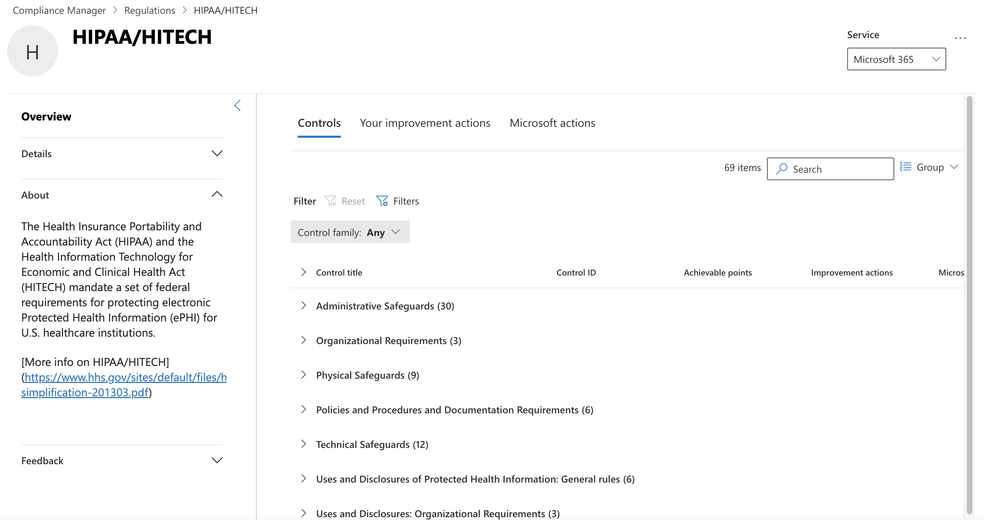 Compliance Manager > Regulations > HIPAA/HITECH
H
HIPAA/HITECH
Service
...
Microsoft 365
Overview
Details
About
The Health Insurance Portability and
Accountability Act (HIPAA) and the
Health Information Technology for
Economic and Clinical Health Act
(HITECH) mandate a set of federal
requirements for protecting electronic
Protected Health Information (ePHI) for
U.S. healthcare institutions.
[More info on HIPAA/HITECH]
(https://www.hhs.gov/sites/default/files/h
simplification-201303.pdf)
Feedback
Controls Your improvement actions Microsoft actions
69 items Search Group
Filter Reset Filters
Control family: Any
Control title Control ID Achievable points Improvement actions Micros
Administrative Safeguards (30)
Organizational Requirements (3)
Physical Safeguards (9)
Policies and Procedures and Documentation Requirements (6)
Technical Safeguards (12)
Uses and Disclosures of Protected Health Information: General rules (6)
Uses and Disclosures: Organizational Requirements (3)